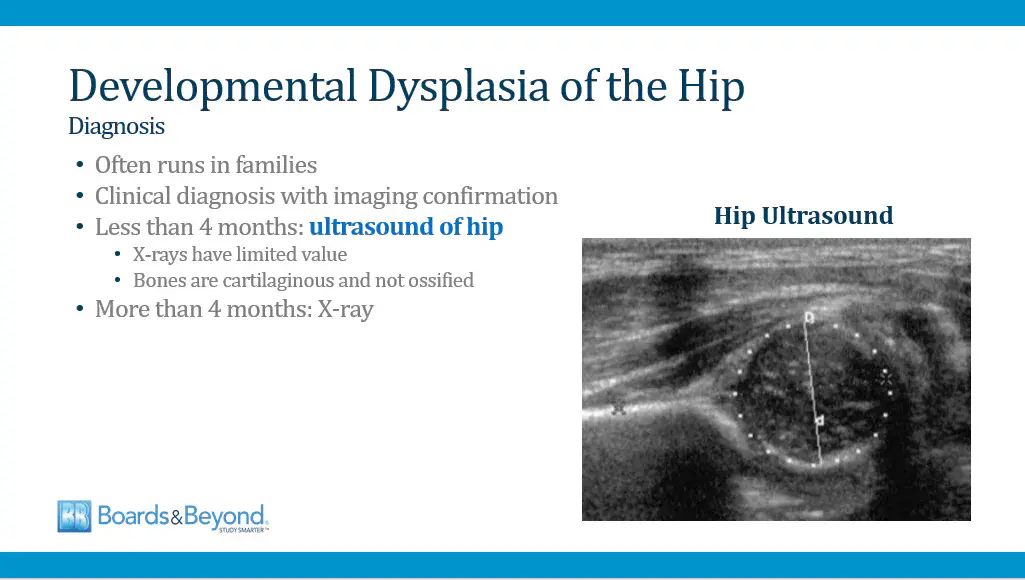 Developmental Dysplasia of the Hip
Diagnosis
• Often runs in families
• Clinical diagnosis with imaging confirmation
• Less than 4 months: ultrasound of hip
• X-rays have limited value
• Bones are cartilaginous and not ossified
• More than 4 months: X-ray
Hip Ultrasound
D
d
BB Boards&Beyond®
STUDY SMARTER™